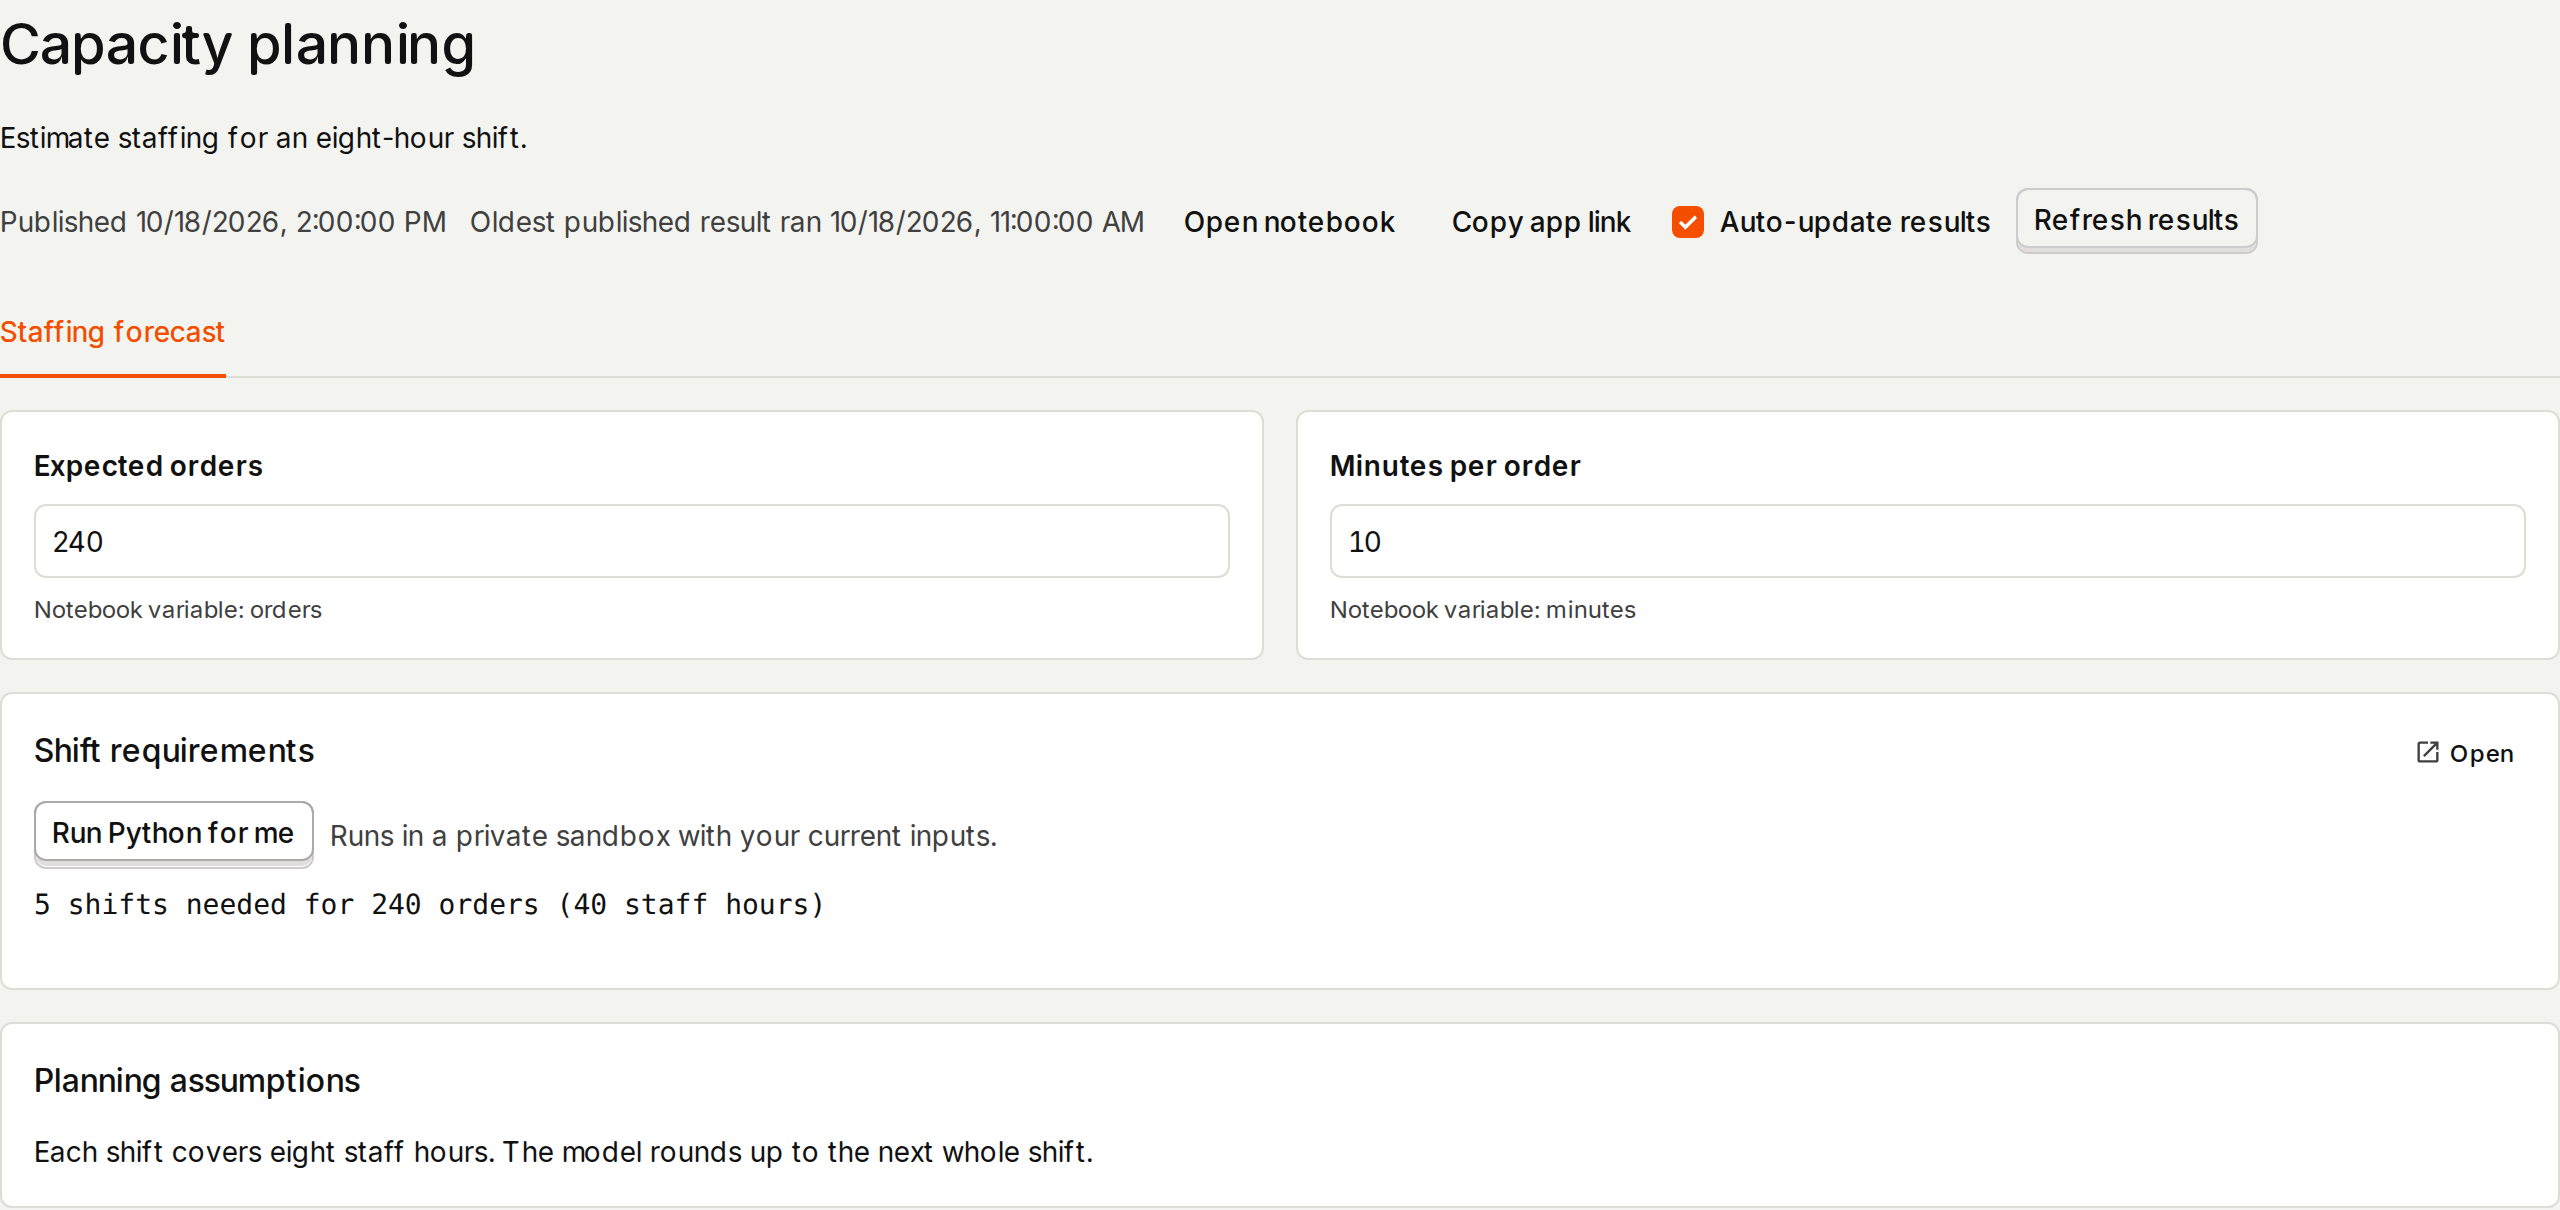 Capacity planning
Estimate staffing for an eight-hour shift.
Published 10/18/2026, 2:00:00 PM Oldest published result ran 10/18/2026, 11:00:00 AM Open notebook Copy app link Auto-update results Refresh results
Staffing forecast
Expected orders
240
Notebook variable: orders
Minutes per order
10
Notebook variable: minutes
Shift requirements
Open
Run Python for me Runs in a private sandbox with your current inputs.
5 shifts needed for 240 orders (40 staff hours)
Planning assumptions
Each shift covers eight staff hours. The model rounds up to the next whole shift.